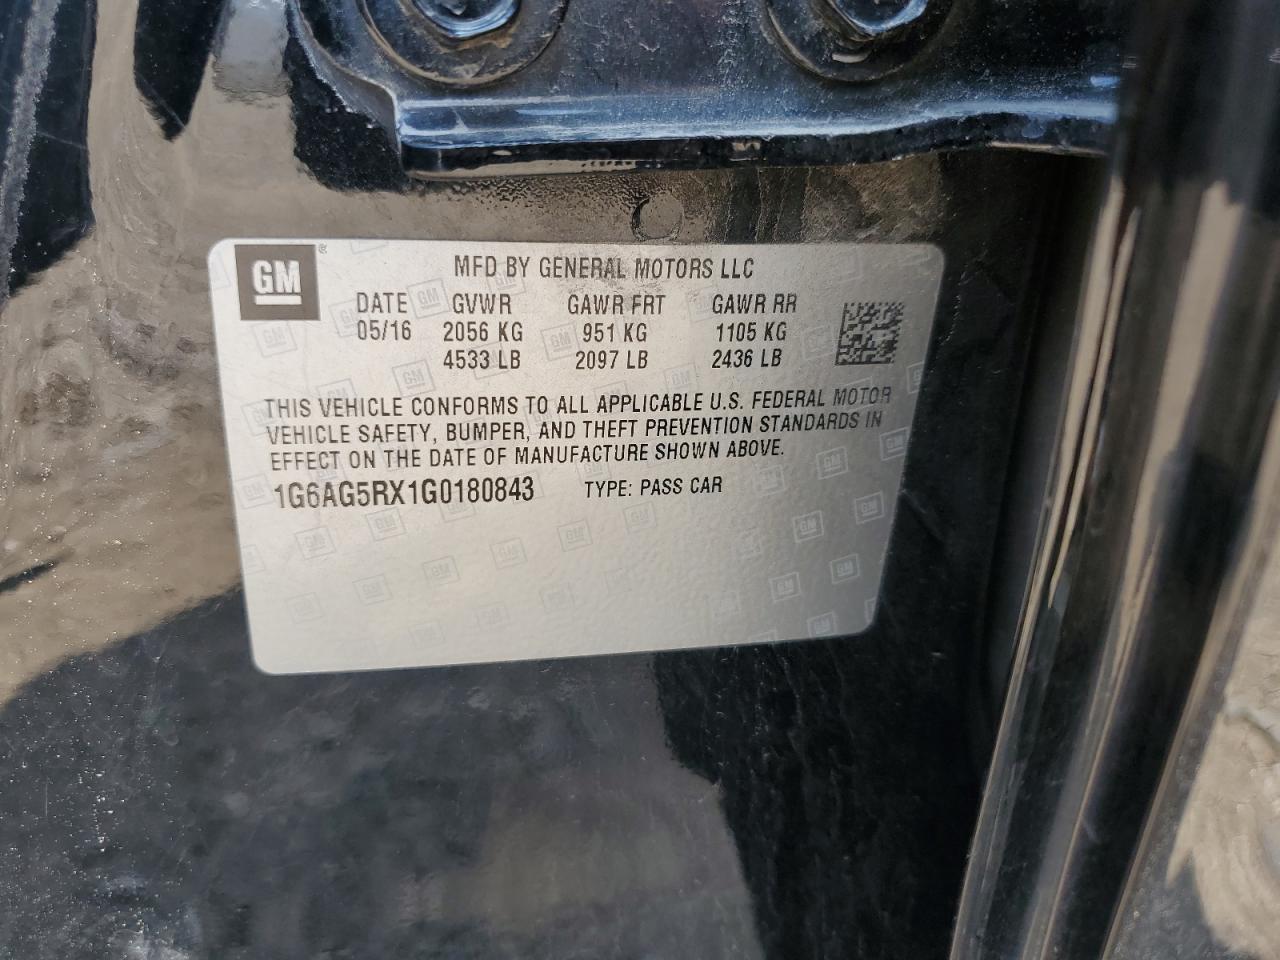 GM®
MFD BY GENERAL MOTORS LLC
DATE GVWR GAWR FRT GAWR RR
05/16 2056 KG 951 KG 1105 KG
4533 LB 2097 LB 2436 LB
THIS VEHICLE CONFORMS TO ALL APPLICABLE U.S. FEDERAL MOTOR
VEHICLE SAFETY, BUMPER, AND THEFT PREVENTION STANDARDS IN
EFFECT ON THE DATE OF MANUFACTURE SHOWN ABOVE.
1G6AG5RX1G0180843 TYPE: PASS CAR